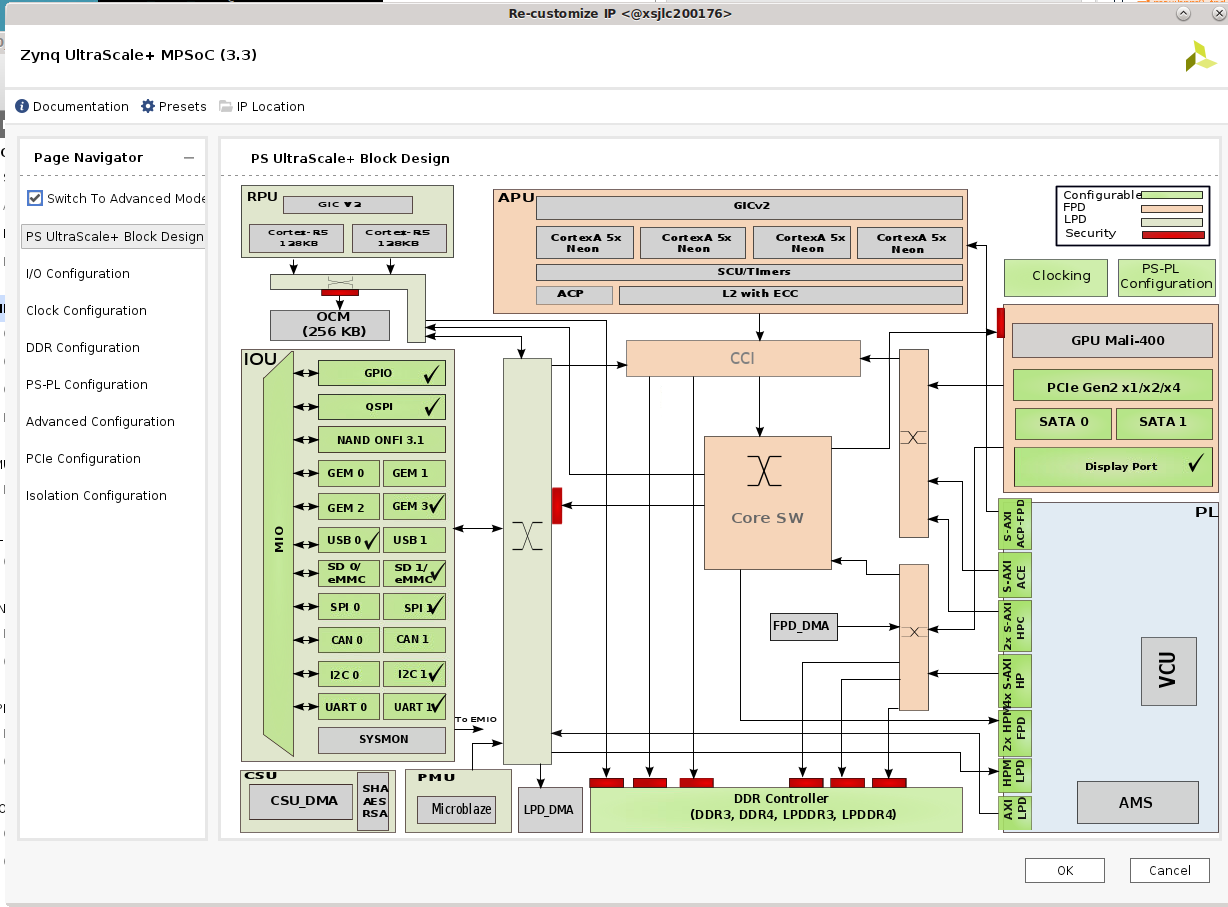 Re-customize IP <@xsjlc200176>
Zynq UltraScale+ MPSoC (3.3)
Documentation
Presets
IP Location
Page Navigator
Switch To Advanced Mode
PS UltraScale+ Block Design
I/O Configuration
Clock Configuration
DDR Configuration
PS-PL Configuration
Advanced Configuration
PCIe Configuration
Isolation Configuration
PS UltraScale+ Block Design
RPU
GIC v2
Cortex-R5
128KB
Cortex-R5
128KB
OCM
(256 KB)
APU
GICv2
CortexA 5x
Neon
CortexA 5x
Neon
CortexA 5x
Neon
CortexA 5x
Neon
SCU/TImers
ACP
L2 with ECC
Configurable
FPD
LPD
Security
Clocking
PS-PL
Configuration
GPU Mali-400
PCIe Gen2 x1/x2/x4
SATA 0
SATA 1
Display Port
IOU
MIO
GPIO
QSPI
NAND ONFI 3.1
GEM 0
GEM 1
GEM 2
GEM 3
USB 0
USB 1
SD 0/
eMMC
SD 1/
eMMC
SPI 0
SPI 1
CAN 0
CAN 1
I2C 0
I2C 1
UART 0
UART 1
SYSMON
To EMIO
CCI
Core SW
FPD_DMA
PL
S-AXI
ACP-FPD
S-AXI
ACE
2x S-AXI
HPC
4x S-AXI
HP
2x HPM
FPD
HPM
LPD
AXI
LPD
VCU
AMS
CSU
CSU_DMA
SHA
AES
RSA
PMU
Microblaze
LPD_DMA
DDR Controller
(DDR3, DDR4, LPDDR3, LPDDR4)
OK
Cancel